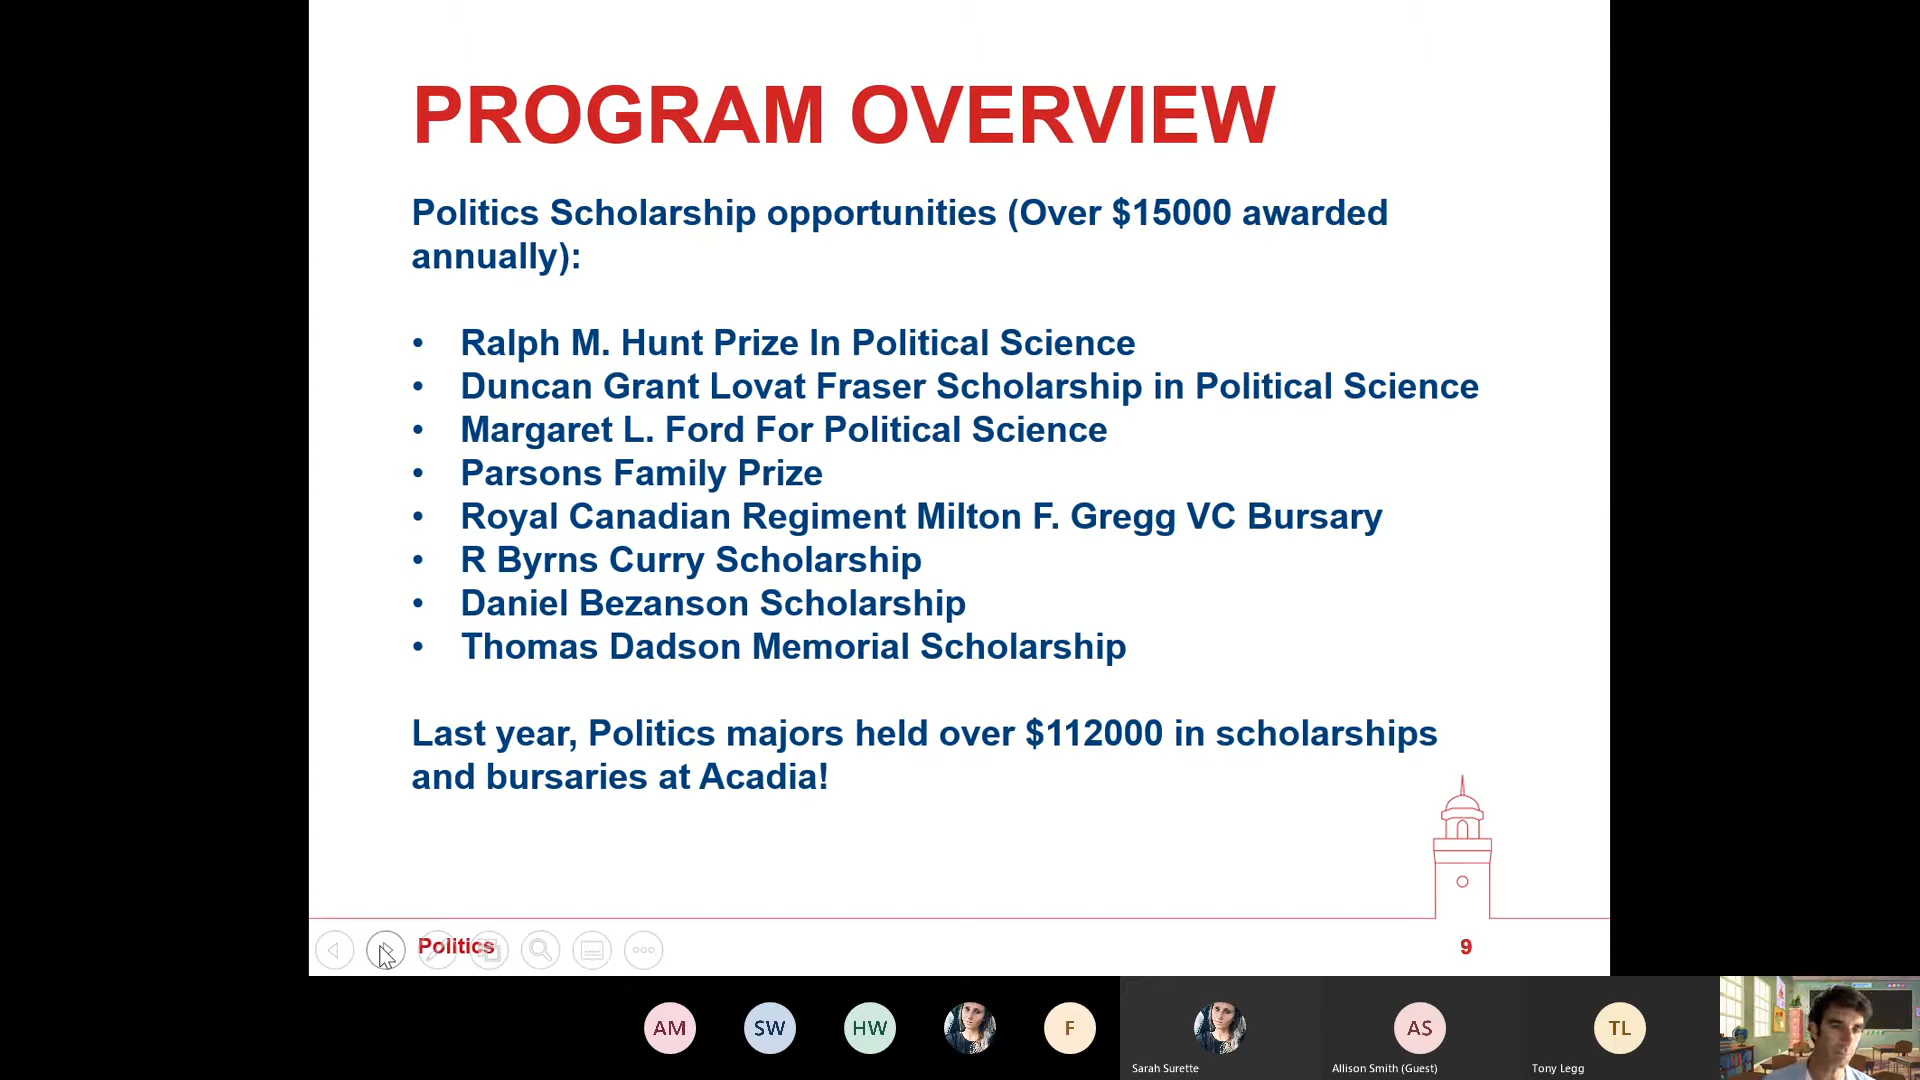 PROGRAM OVERVIEW
Politics Scholarship opportunities (Over $15000 awarded
annually):
• Ralph M. Hunt Prize In Political Science
• Duncan Grant Lovat Fraser Scholarship in Political Science
• Margaret L. Ford For Political Science
• Parsons Family Prize
• Royal Canadian Regiment Milton F. Gregg VC Bursary
• R Byrns Curry Scholarship
• Daniel Bezanson Scholarship
• Thomas Dadson Memorial Scholarship
Last year, Politics majors held over $112000 in scholarships
and bursaries at Acadia!
Politics
9
AM
SW
HW
F
AS
TL
Sarah Surette
Allison Smith (Guest)
Tony Legg